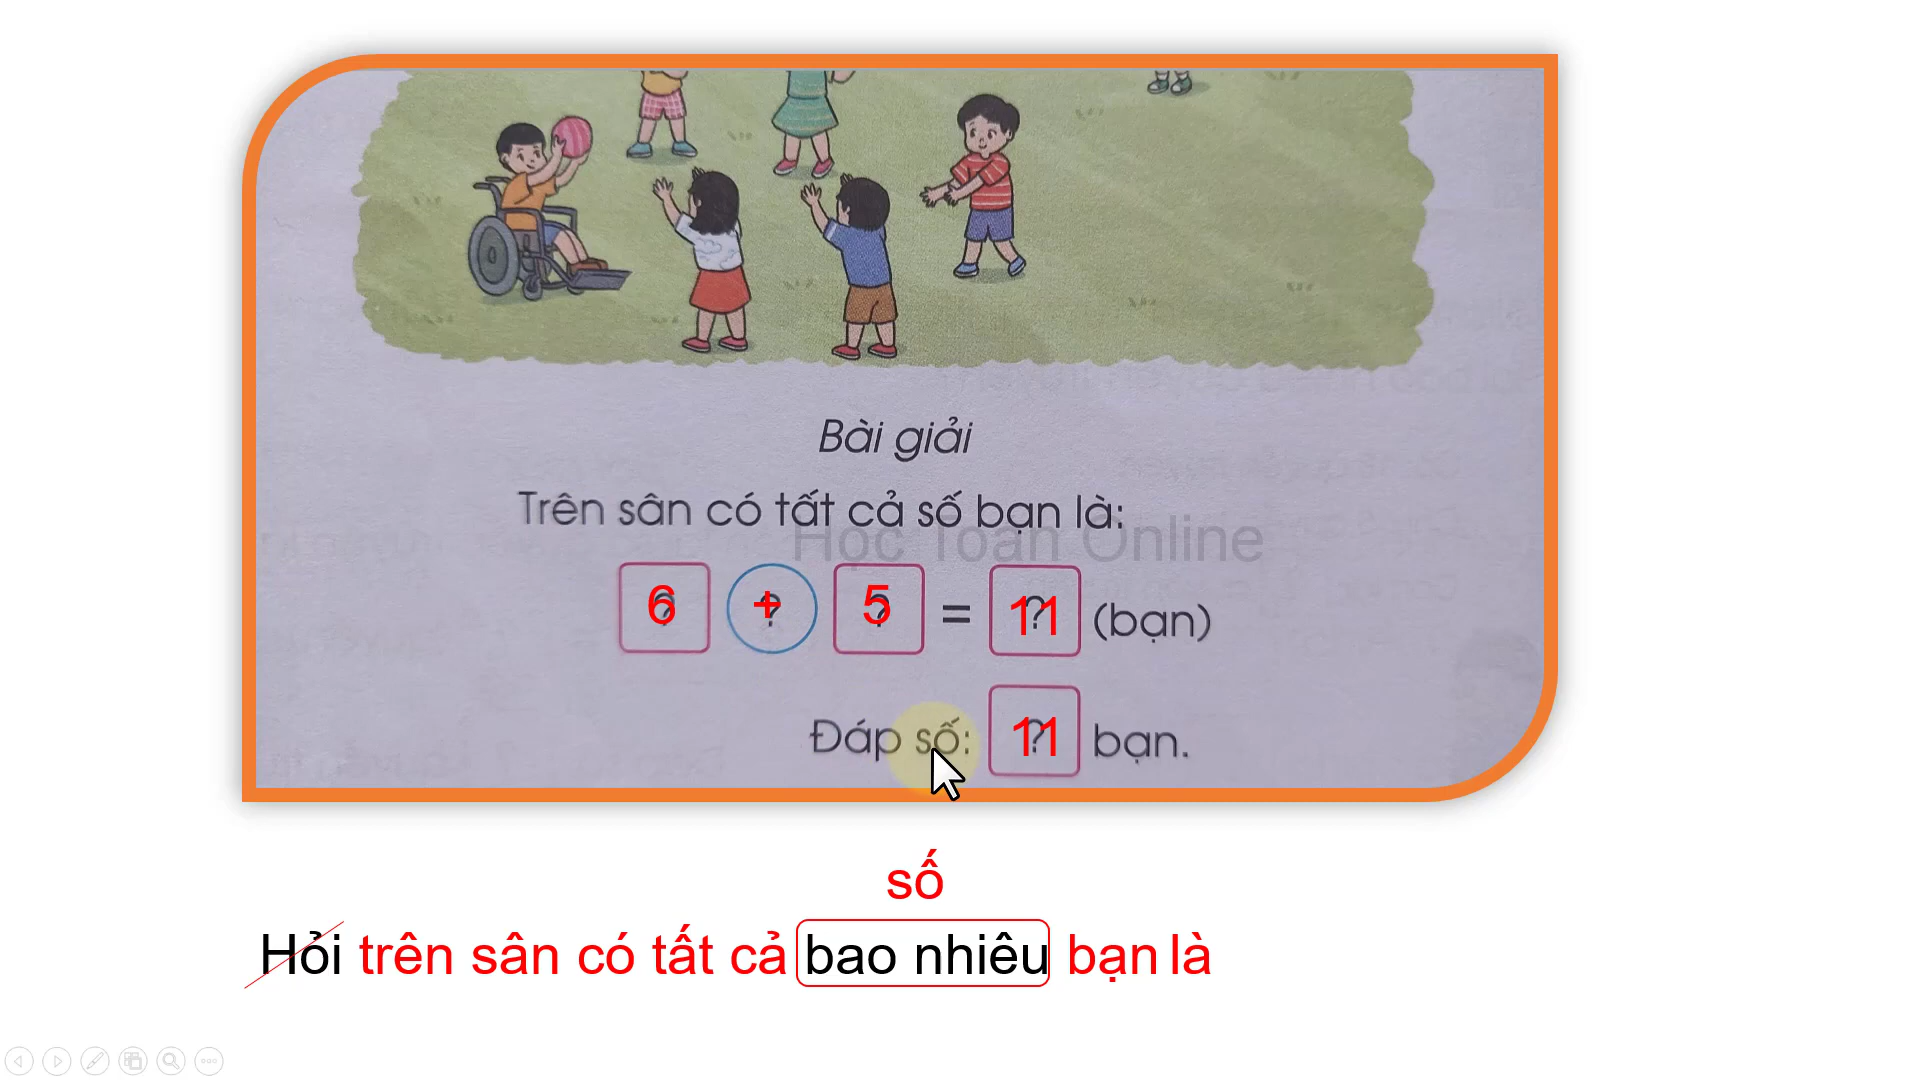 Bài giải
Trên sân có tất cả số bạn là:
Học Toán Online
6 + 5 = 11 (bạn)
Đáp số: 11 bạn.
số
Hỏi trên sân có tất cả bao nhiêu bạn là